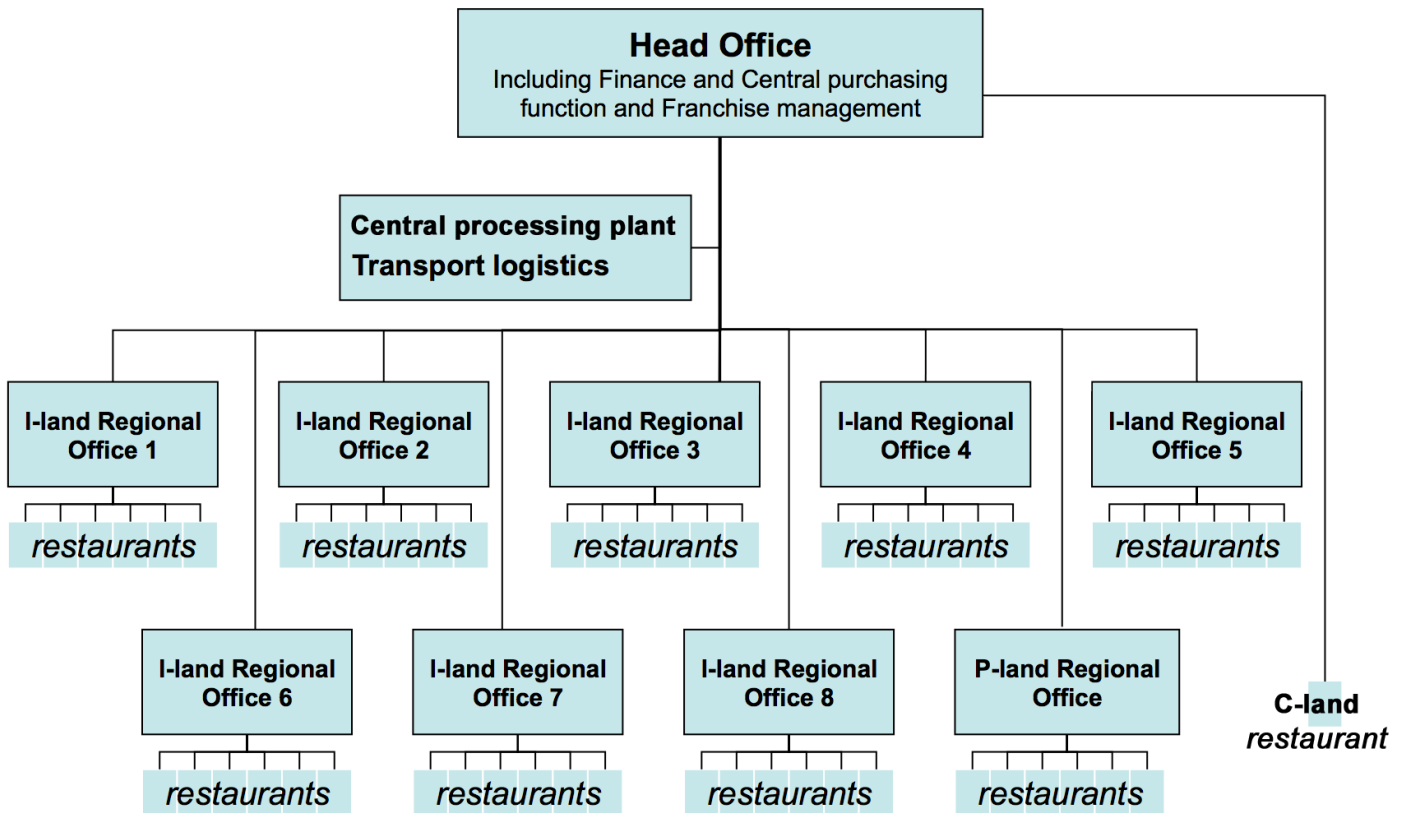 Head Office
Including Finance and Central purchasing
function and Franchise management
Central processing plant
Transport logistics
I-land Regional
Office 1
I-land Regional
Office 2
I-land Regional
Office 3
I-land Regional
Office 4
I-land Regional
Office 5
restaurants
restaurants
restaurants
restaurants
restaurants
I-land Regional
Office 6
I-land Regional
Office 7
I-land Regional
Office 8
P-land Regional
Office
C-land
restaurant
restaurants
restaurants
restaurants
restaurants